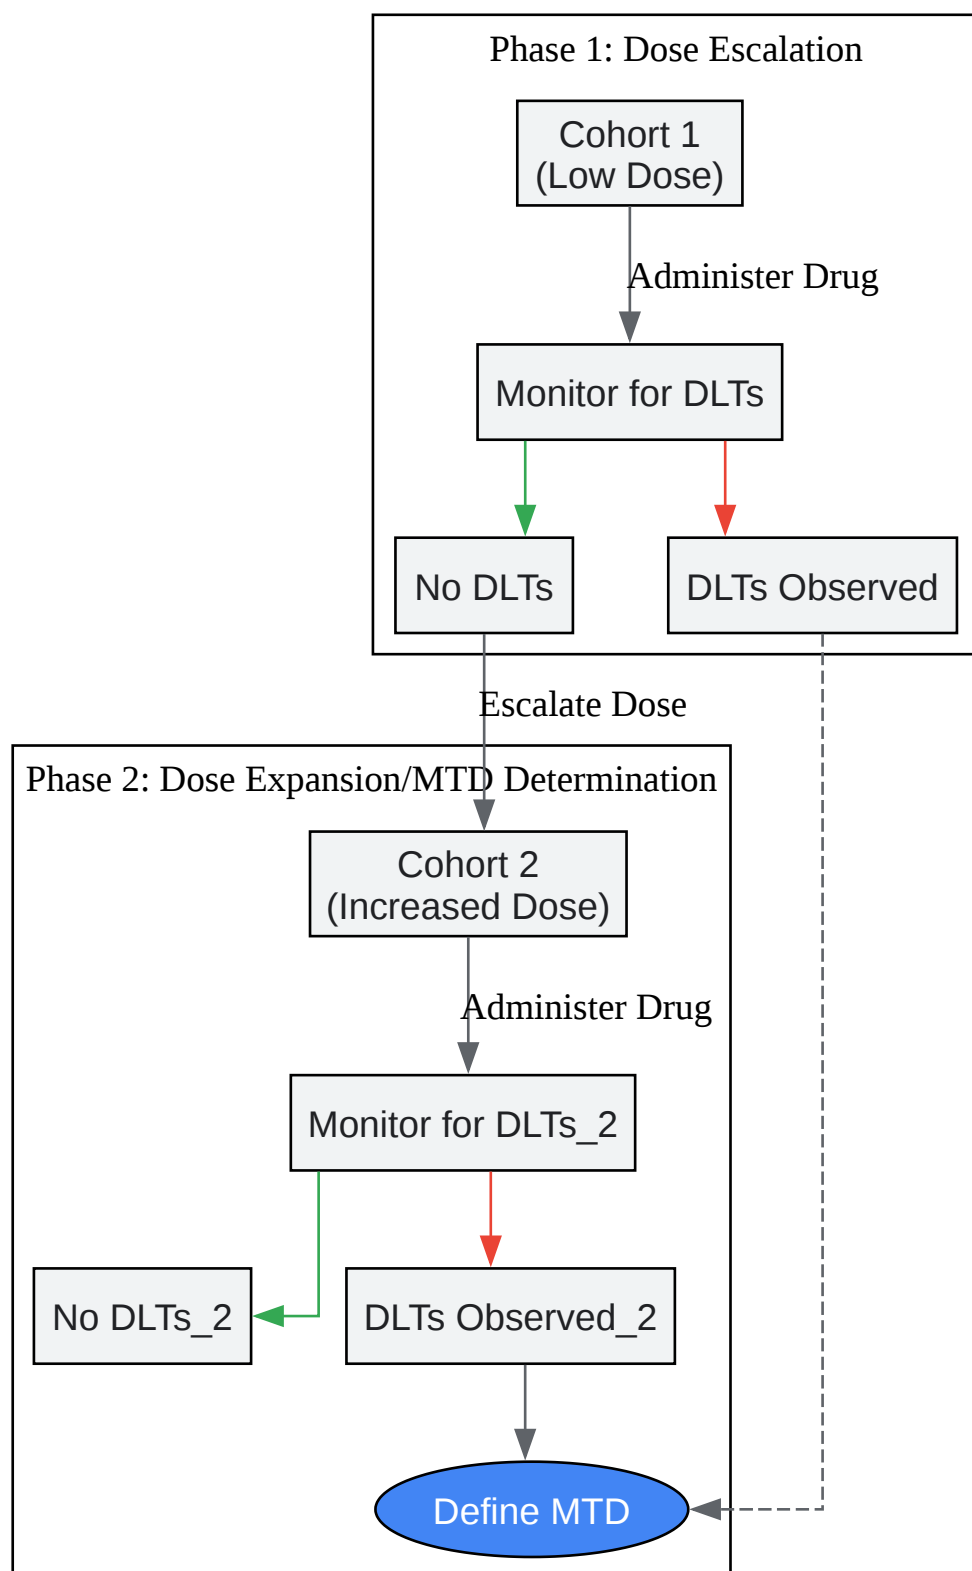 Phase 1: Dose Escalation
Cohort 1
(Low Dose)
Administer Drug
Monitor for DLTs
No DLTs
DLTs Observed
Escalate Dose
Phase 2: Dose Expansion/MTD Determination
Cohort 2
(Increased Dose)
Administer Drug
Monitor for DLTs_2
No DLTs_2
DLTs Observed_2
Define MTD